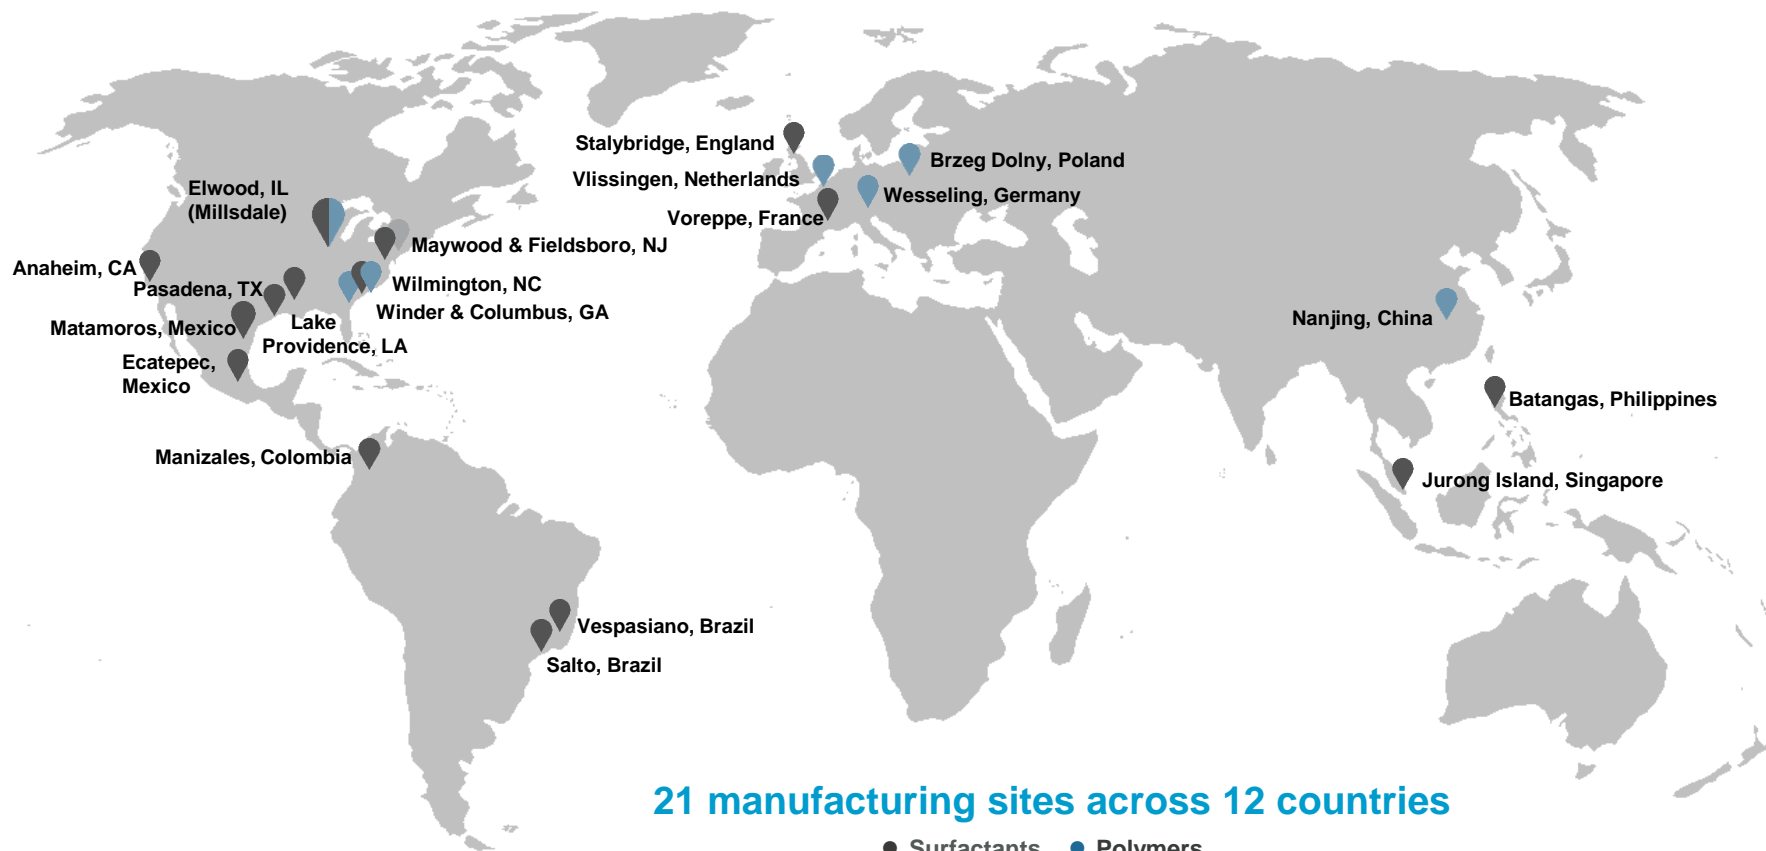 Stalybridge, England
Brzeg Dolny, Poland
Vlissingen, Netherlands
Elwood, IL
(Millsdale)
Wesseling, Germany
Voreppe, France
Maywood & Fieldsboro, NJ
Anaheim, CA
Pasadena, TX
Wilmington, NC
Winder & Columbus, GA
Matamoros, Mexico
Lake
Providence, LA
Nanjing, China
Ecatepec,
Mexico
Batangas, Philippines
Manizales, Colombia
Jurong Island, Singapore
Vespasiano, Brazil
Salto, Brazil
21 manufacturing sites across 12 countries
Surfactants Polymers